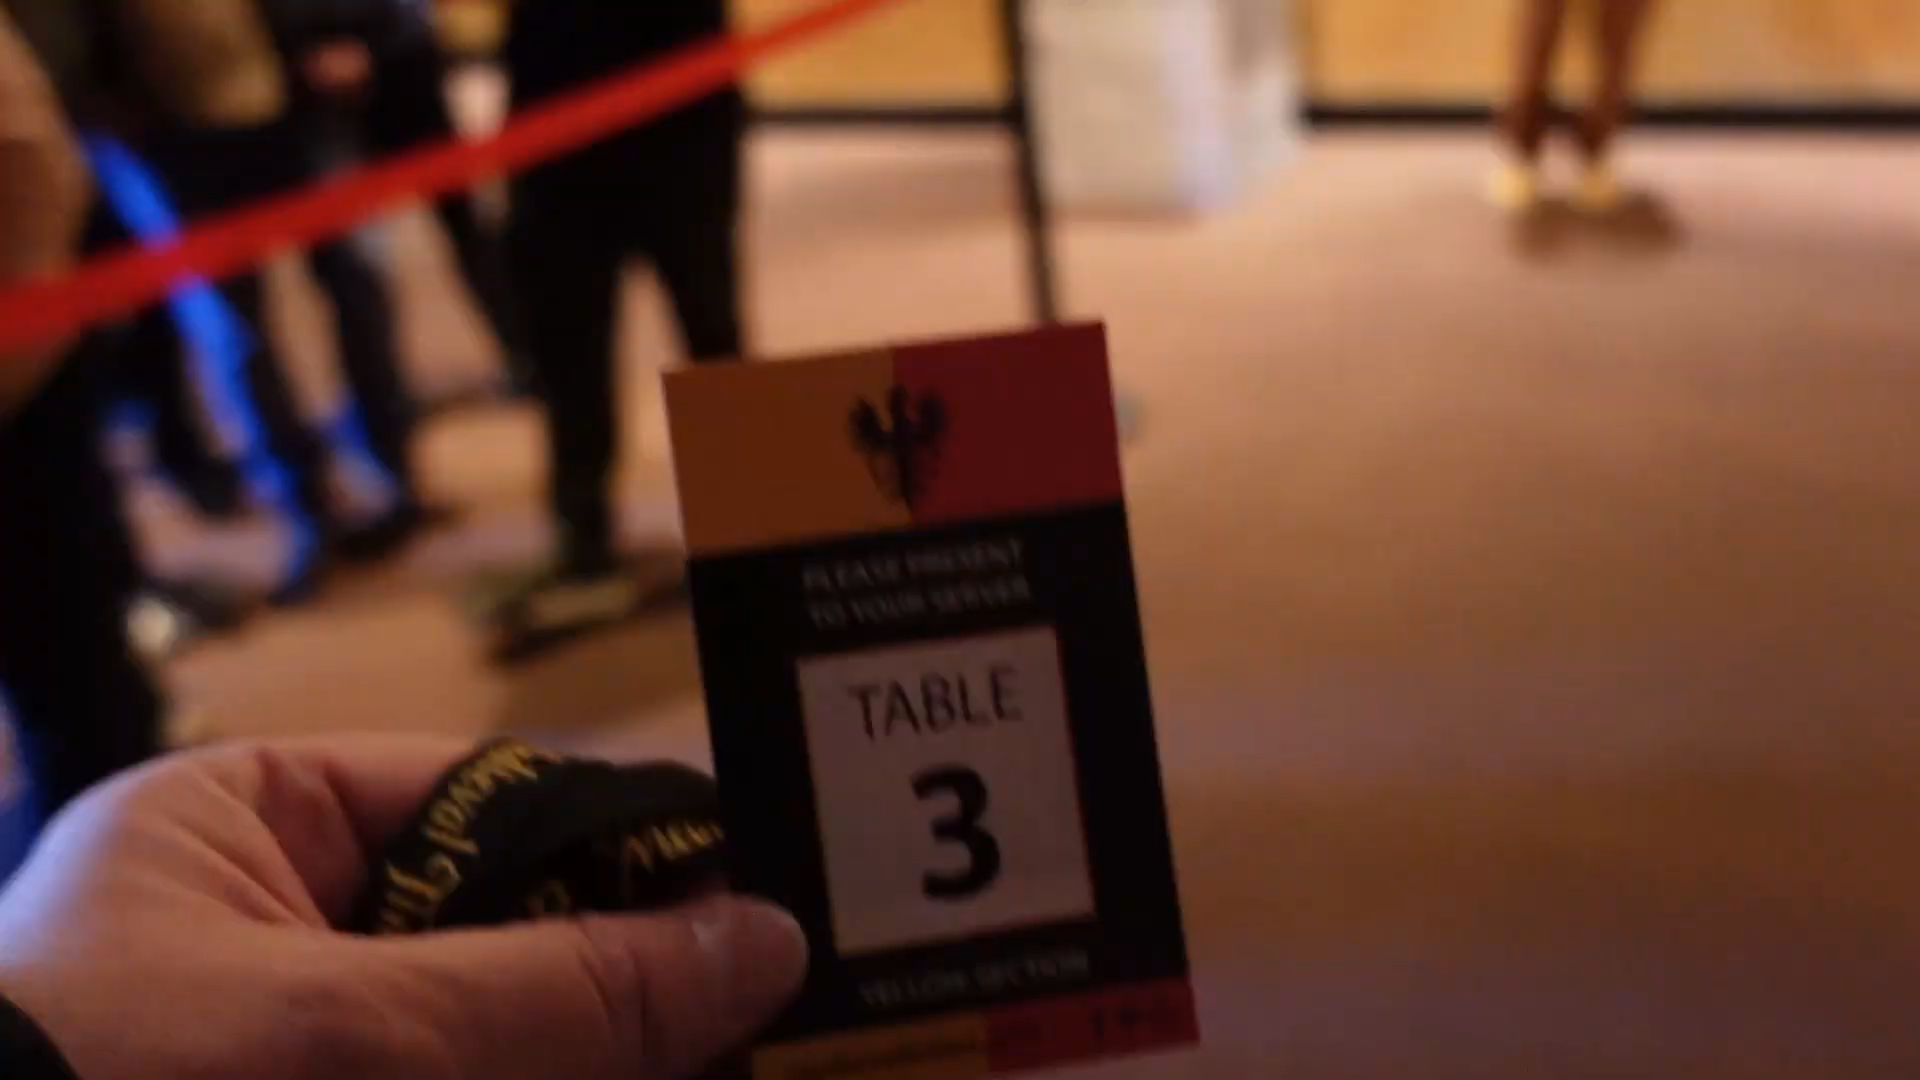 PLEASE PRESENT
TO YOUR SERVER
TABLE
3
YELLOW SECTION